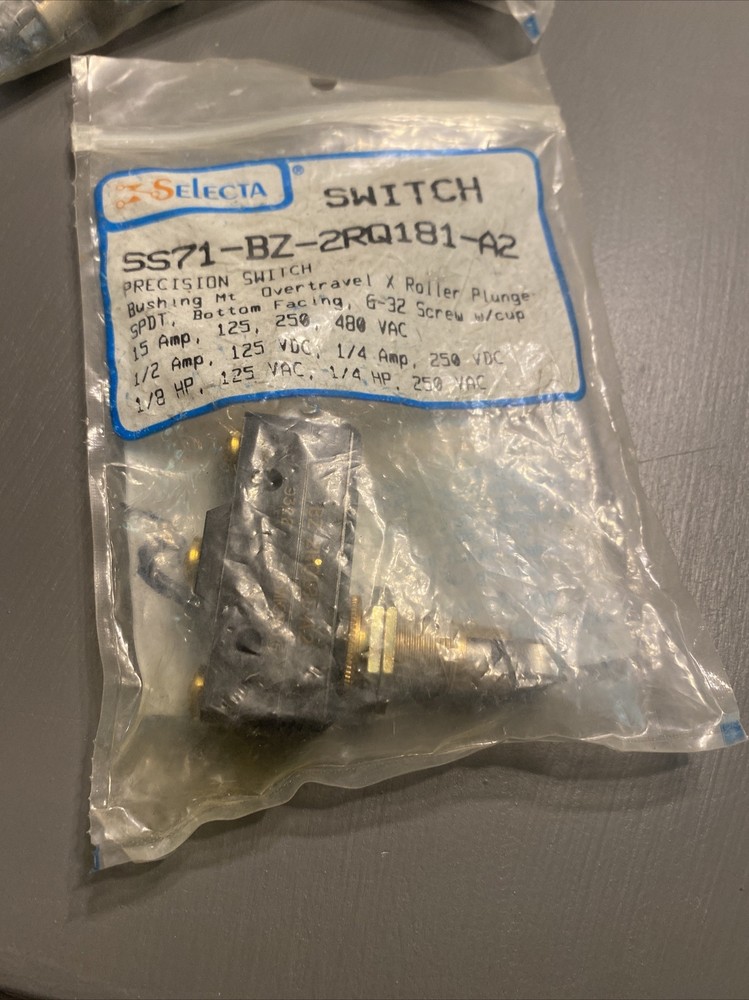 SELECTA® SWITCH
SS71-BZ-2RQ181-A2
PRECISION SWITCH
Bushing Mt Overtravel X Roller Plunge
SPDT, Bottom Facing, 6-32 Screw w/cup
15 Amp, 125, 250, 480 VAC
1/2 Amp, 125 VDC, 1/4 Amp, 250 VDC
1/8 HP, 125 VAC, 1/4 HP, 250 VAC